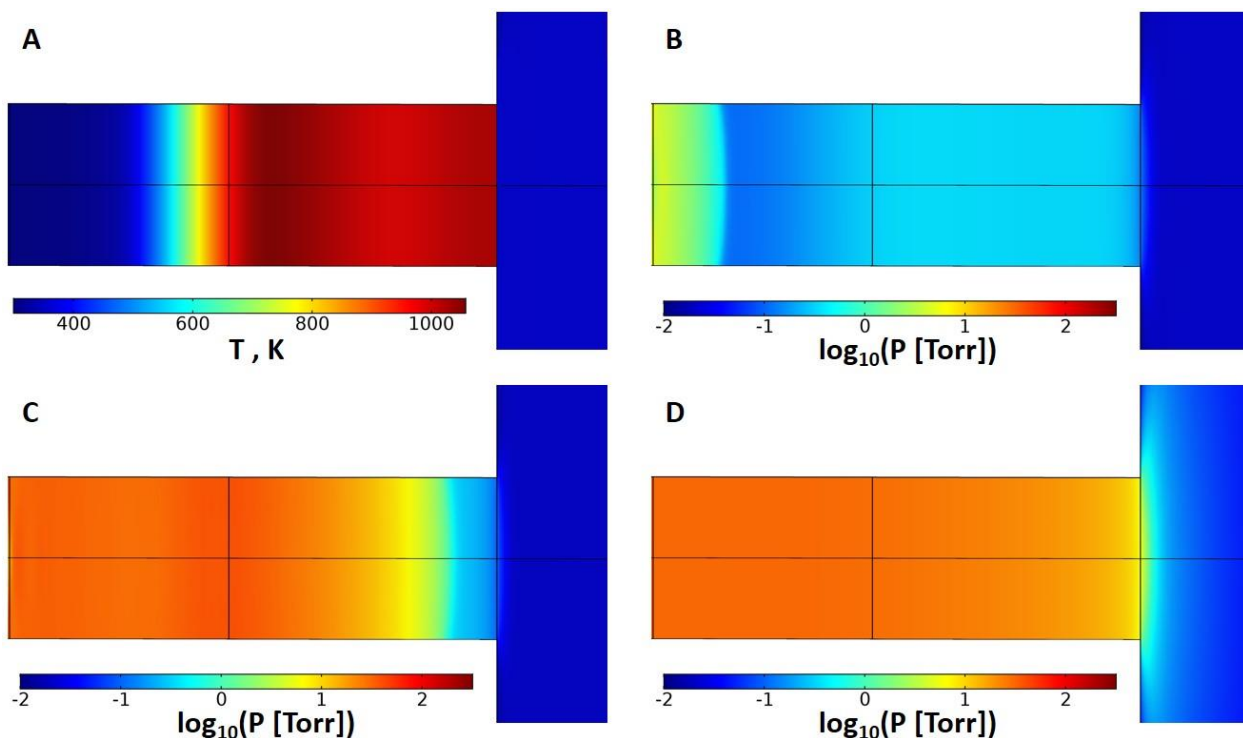 A
400 600 800 1000
T , K
B
-2 -1 0 1 2
log₁₀(P [Torr])
C
-2 -1 0 1 2
log₁₀(P [Torr])
D
-2 -1 0 1 2
log₁₀(P [Torr])